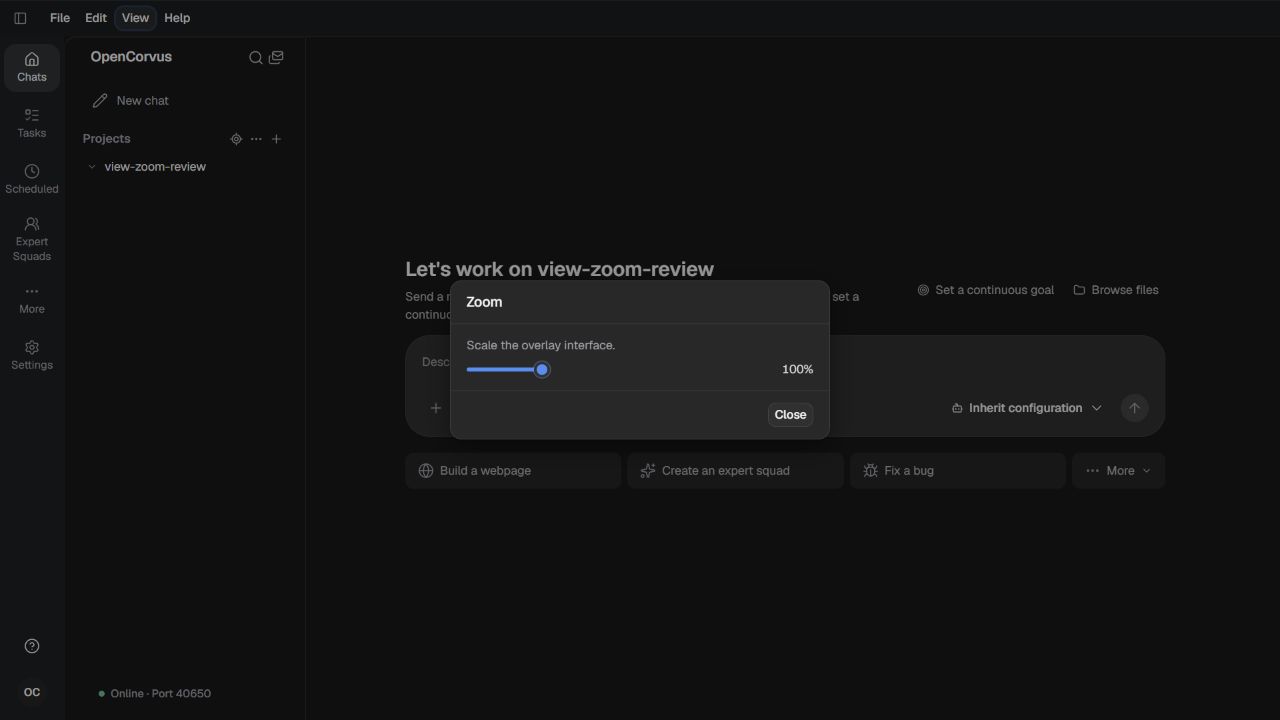 File Edit View Help
Chats
Tasks
Scheduled
Expert
Squads
More
Settings
OC
OpenCorvus
New chat
Projects
view-zoom-review
Online · Port 40650
Let's work on view-zoom-review
Send a set a
Set a continuous goal Browse files
Zoom
Scale the overlay interface.
100%
Close
Inherit configuration
Build a webpage
Create an expert squad
Fix a bug
More